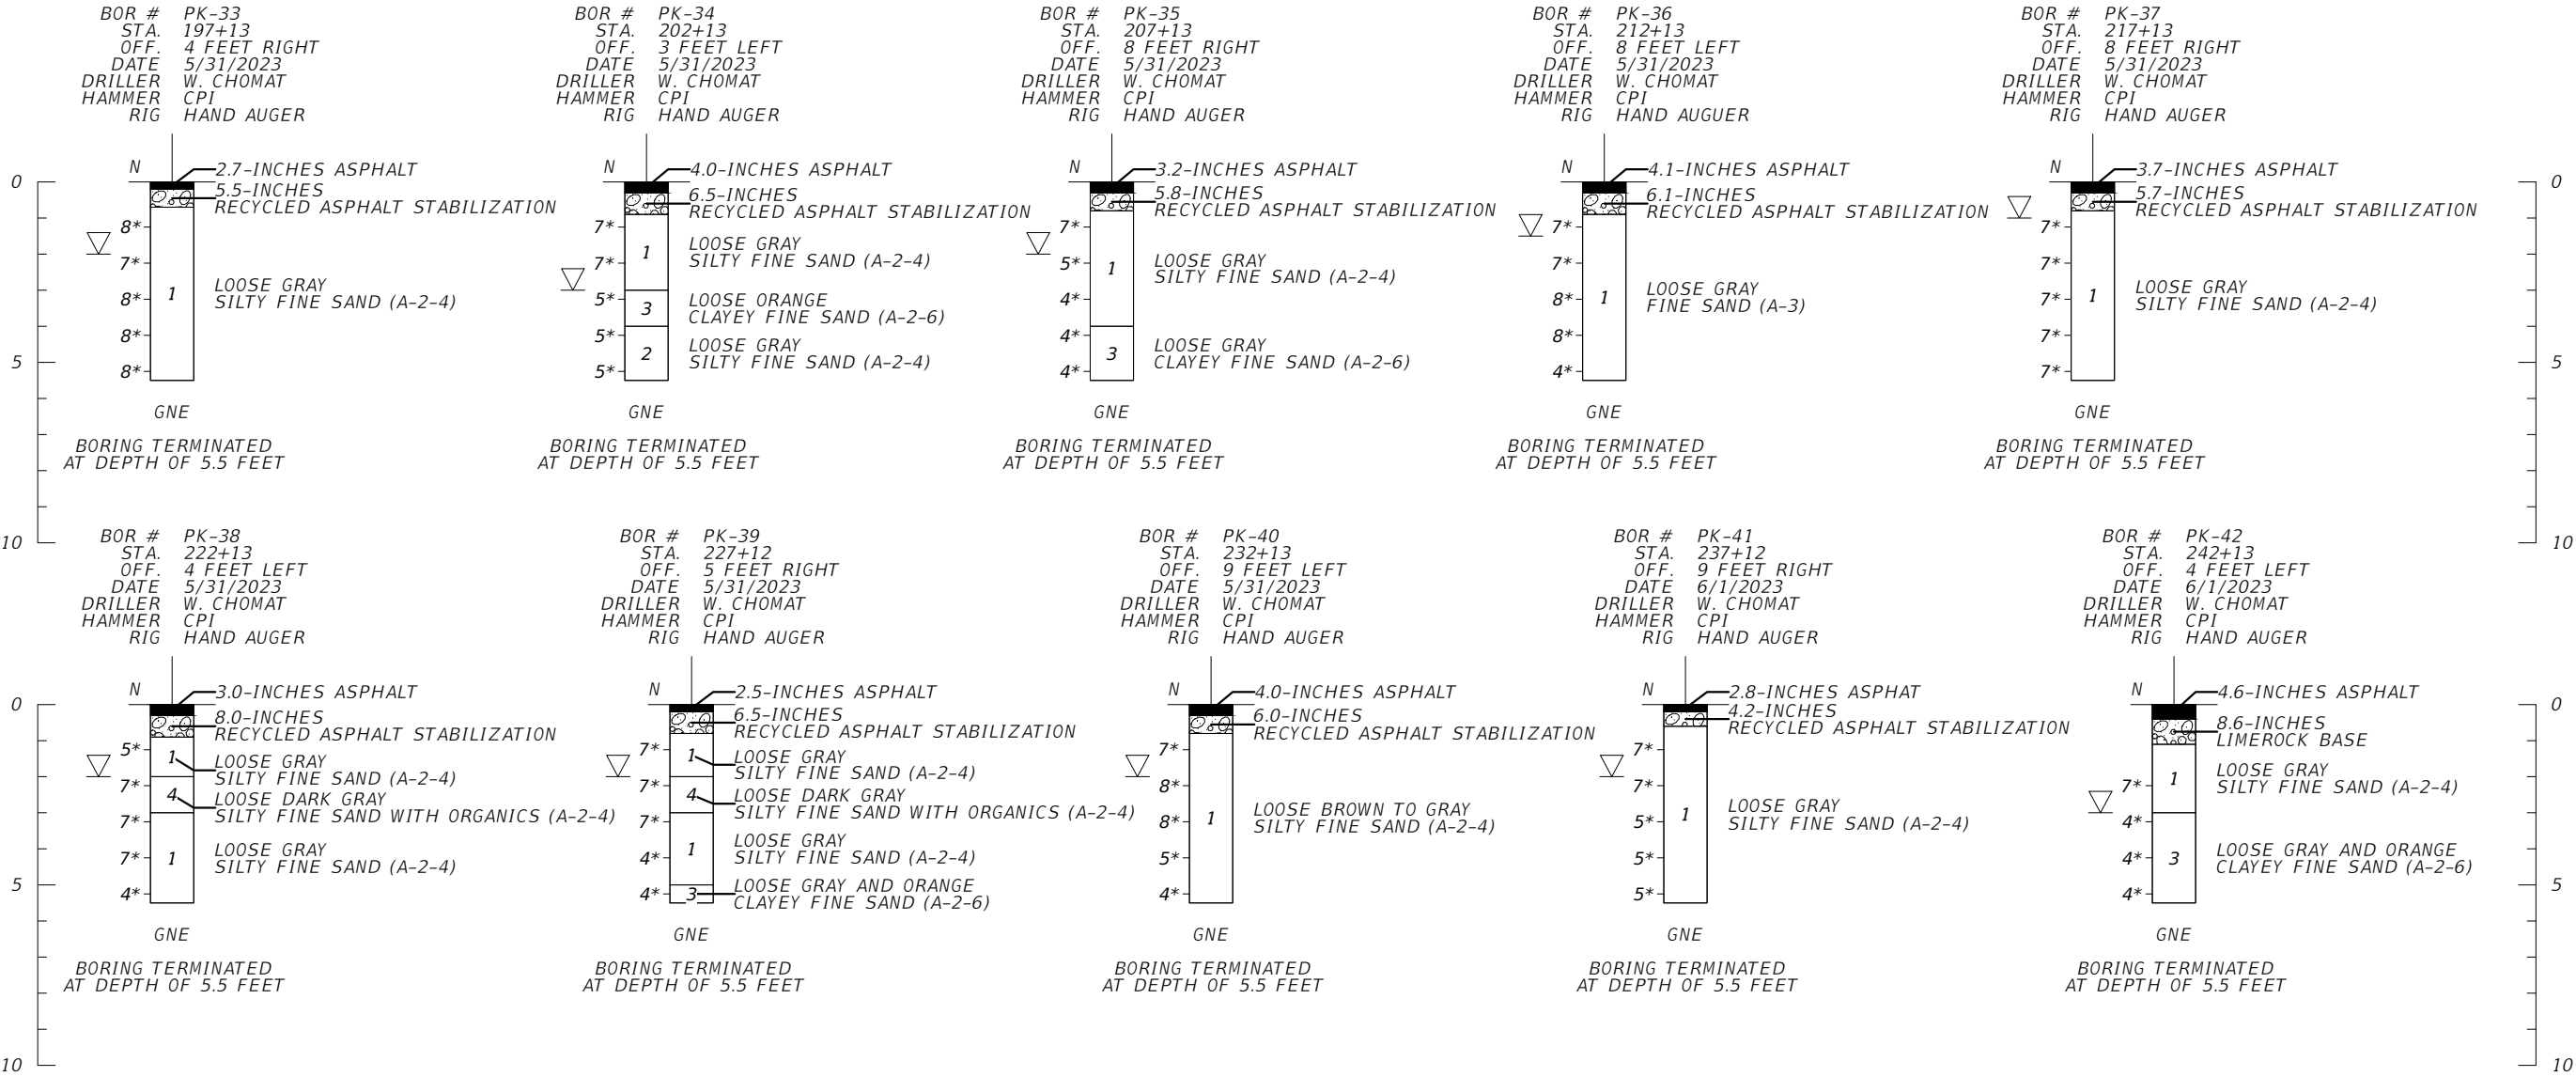 BOR # PK-33
STA. 197+13
OFF. 4 FEET RIGHT
DATE 5/31/2023
DRILLER W. CHOMAT
HAMMER CPI
RIG HAND AUGER
N
2.7-INCHES ASPHALT
5.5-INCHES
RECYCLED ASPHALT STABILIZATION
8*
7*
8*
8*
8*
1
LOOSE GRAY
SILTY FINE SAND (A-2-4)
GNE
BORING TERMINATED
AT DEPTH OF 5.5 FEET
BOR # PK-34
STA. 202+13
OFF. 3 FEET LEFT
DATE 5/31/2023
DRILLER W. CHOMAT
HAMMER CPI
RIG HAND AUGER
N
4.0-INCHES ASPHALT
6.5-INCHES
RECYCLED ASPHALT STABILIZATION
7*
7*
5*
5*
5*
1
LOOSE GRAY
SILTY FINE SAND (A-2-4)
3
LOOSE ORANGE
CLAYEY FINE SAND (A-2-6)
2
LOOSE GRAY
SILTY FINE SAND (A-2-4)
GNE
BORING TERMINATED
AT DEPTH OF 5.5 FEET
BOR # PK-35
STA. 207+13
OFF. 8 FEET RIGHT
DATE 5/31/2023
DRILLER W. CHOMAT
HAMMER CPI
RIG HAND AUGER
N
3.2-INCHES ASPHALT
5.8-INCHES
RECYCLED ASPHALT STABILIZATION
7*
5*
4*
4*
4*
1
LOOSE GRAY
SILTY FINE SAND (A-2-4)
3
LOOSE GRAY
CLAYEY FINE SAND (A-2-6)
GNE
BORING TERMINATED
AT DEPTH OF 5.5 FEET
BOR # PK-36
STA. 212+13
OFF. 8 FEET LEFT
DATE 5/31/2023
DRILLER W. CHOMAT
HAMMER CPI
RIG HAND AUGUER
N
4.1-INCHES ASPHALT
6.1-INCHES
RECYCLED ASPHALT STABILIZATION
7*
7*
8*
8*
4*
1
LOOSE GRAY
FINE SAND (A-3)
GNE
BORING TERMINATED
AT DEPTH OF 5.5 FEET
BOR # PK-37
STA. 217+13
OFF. 8 FEET RIGHT
DATE 5/31/2023
DRILLER W. CHOMAT
HAMMER CPI
RIG HAND AUGER
N
3.7-INCHES ASPHALT
5.7-INCHES
RECYCLED ASPHALT STABILIZATION
7*
7*
7*
7*
7*
1
LOOSE GRAY
SILTY FINE SAND (A-2-4)
GNE
BORING TERMINATED
AT DEPTH OF 5.5 FEET
0
5
10
0
5
10
BOR # PK-38
STA. 222+13
OFF. 4 FEET LEFT
DATE 5/31/2023
DRILLER W. CHOMAT
HAMMER CPI
RIG HAND AUGER
N
3.0-INCHES ASPHALT
8.0-INCHES
RECYCLED ASPHALT STABILIZATION
5*
7*
7*
7*
4*
1
LOOSE GRAY
SILTY FINE SAND (A-2-4)
4
LOOSE DARK GRAY
SILTY FINE SAND WITH ORGANICS (A-2-4)
1
LOOSE GRAY
SILTY FINE SAND (A-2-4)
GNE
BORING TERMINATED
AT DEPTH OF 5.5 FEET
BOR # PK-39
STA. 227+12
OFF. 5 FEET RIGHT
DATE 5/31/2023
DRILLER W. CHOMAT
HAMMER CPI
RIG HAND AUGER
N
2.5-INCHES ASPHALT
6.5-INCHES
RECYCLED ASPHALT STABILIZATION
7*
7*
7*
4*
4*
1
LOOSE GRAY
SILTY FINE SAND (A-2-4)
4
LOOSE DARK GRAY
SILTY FINE SAND WITH ORGANICS (A-2-4)
1
LOOSE GRAY
SILTY FINE SAND (A-2-4)
3
LOOSE GRAY AND ORANGE
CLAYEY FINE SAND (A-2-6)
GNE
BORING TERMINATED
AT DEPTH OF 5.5 FEET
BOR # PK-40
STA. 232+13
OFF. 9 FEET LEFT
DATE 5/31/2023
DRILLER W. CHOMAT
HAMMER CPI
RIG HAND AUGER
N
4.0-INCHES ASPHALT
6.0-INCHES
RECYCLED ASPHALT STABILIZATION
7*
8*
8*
5*
4*
1
LOOSE BROWN TO GRAY
SILTY FINE SAND (A-2-4)
GNE
BORING TERMINATED
AT DEPTH OF 5.5 FEET
BOR # PK-41
STA. 237+12
OFF. 9 FEET RIGHT
DATE 6/1/2023
DRILLER W. CHOMAT
HAMMER CPI
RIG HAND AUGER
N
2.8-INCHES ASPHAT
4.2-INCHES
RECYCLED ASPHALT STABILIZATION
7*
7*
5*
5*
5*
1
LOOSE GRAY
SILTY FINE SAND (A-2-4)
GNE
BORING TERMINATED
AT DEPTH OF 5.5 FEET
BOR # PK-42
STA. 242+13
OFF. 4 FEET LEFT
DATE 6/1/2023
DRILLER W. CHOMAT
HAMMER CPI
RIG HAND AUGER
N
4.6-INCHES ASPHALT
8.6-INCHES
LIMEROCK BASE
7*
4*
4*
4*
1
LOOSE GRAY
SILTY FINE SAND (A-2-4)
3
LOOSE GRAY AND ORANGE
CLAYEY FINE SAND (A-2-6)
GNE
BORING TERMINATED
AT DEPTH OF 5.5 FEET
0
5
10
0
5
10